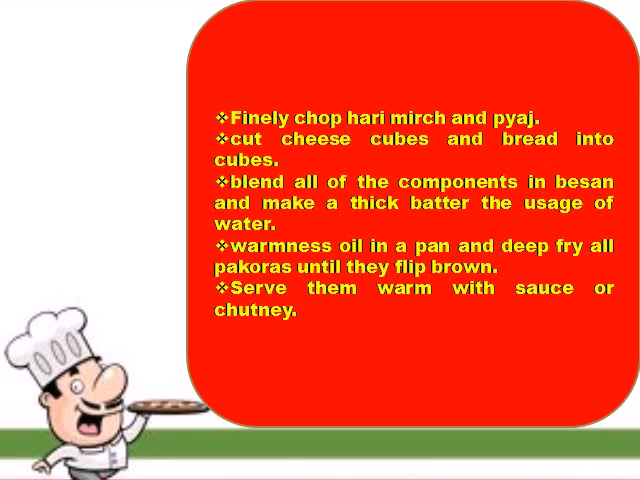 ❖Finely chop hari mirch and pyaj.
❖cut cheese cubes and bread into
cubes.
❖blend all of the components in besan
and make a thick batter the usage of
water.
❖warmness oil in a pan and deep fry all
pakoras until they flip brown.
❖Serve them warm with sauce or
chutney.